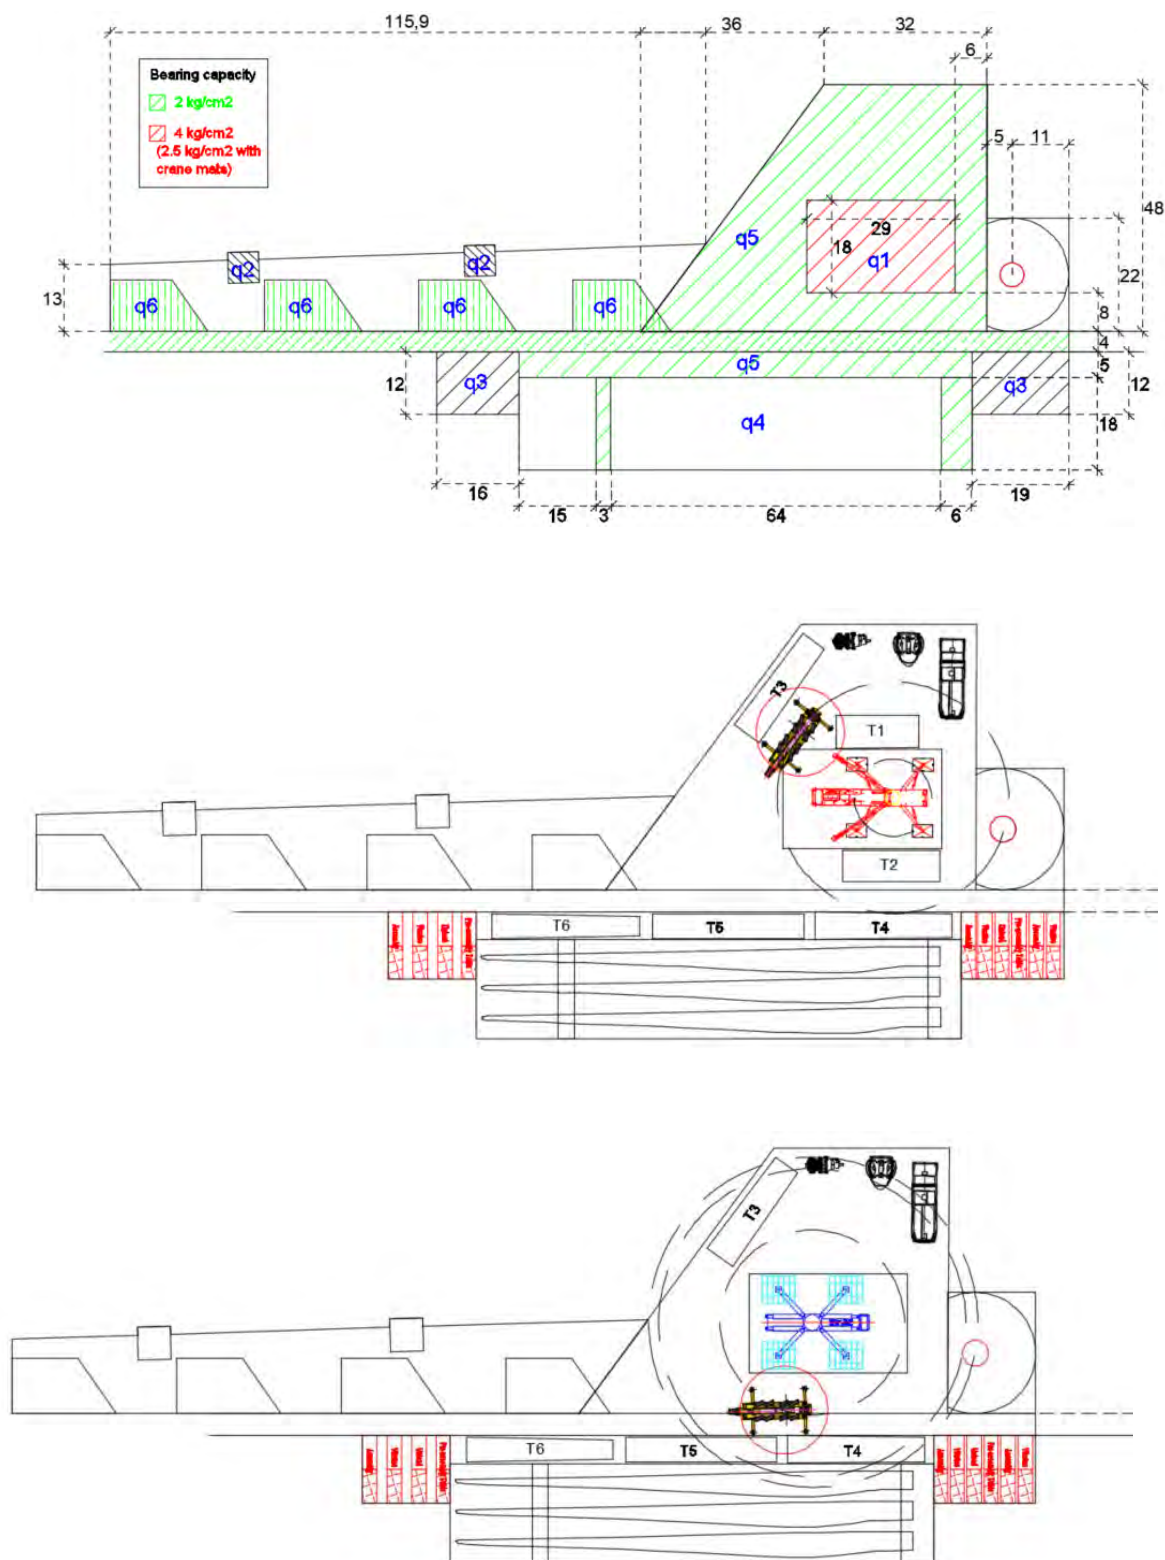 115,9
36
32
6
Bearing capacity
2 kg/cm2
4 kg/cm2
(2.5 kg/cm2 with
crane mats)
5
11
48
29
18
q5
q1
q2
q2
22
13
q6
q6
q6
q6
8
4
5
q5
12
q3
q3
12
q4
18
16
19
15
3
64
6
T3
T1
T2
T6
T5
T4
T3
T6
T5
T4